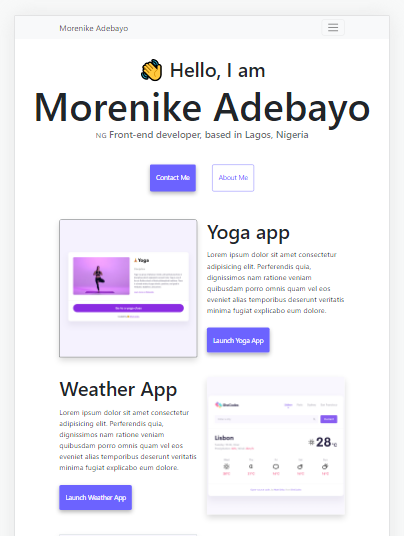 Morenike Adebayo
👋 Hello, I am
Morenike Adebayo
NG Front-end developer, based in Lagos, Nigeria
Contact Me
About Me
Yoga
Yoga app
Lorem ipsum dolor sit amet consectetur
adipisicing elit. Perferendis quia,
dignissimos nam ratione veniam
quibusdam porro omnis quam vel eos
eveniet alias temporibus deserunt veritatis
minima fugiat explicabo eum dolore.
Launch Yoga App
Weather App
Lorem ipsum dolor sit amet consectetur
adipisicing elit. Perferendis quia,
dignissimos nam ratione veniam
quibusdam porro omnis quam vel eos
eveniet alias temporibus deserunt veritatis
minima fugiat explicabo eum dolore.
Launch Weather App
Lisbon
28